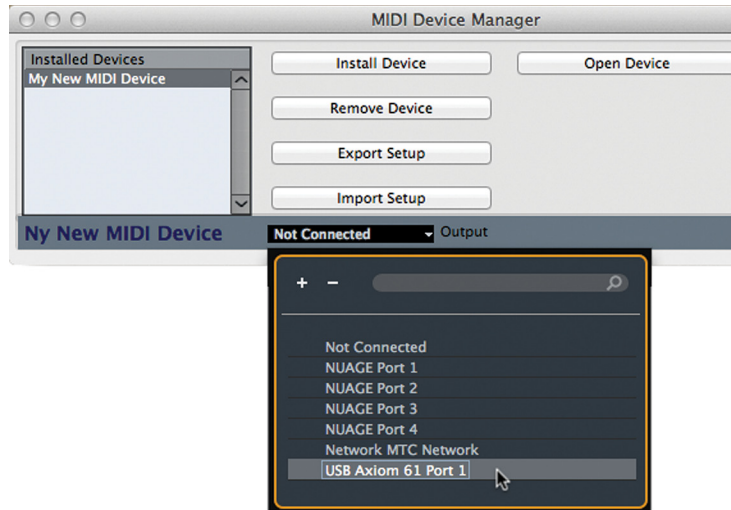 MIDI Device Manager
Installed Devices
My New MIDI Device
Install Device
Open Device
Remove Device
Export Setup
Import Setup
Ny New MIDI Device
Not Connected
Output
+ −
Not Connected
NUAGE Port 1
NUAGE Port 2
NUAGE Port 3
NUAGE Port 4
Network MTC Network
USB Axiom 61 Port 1